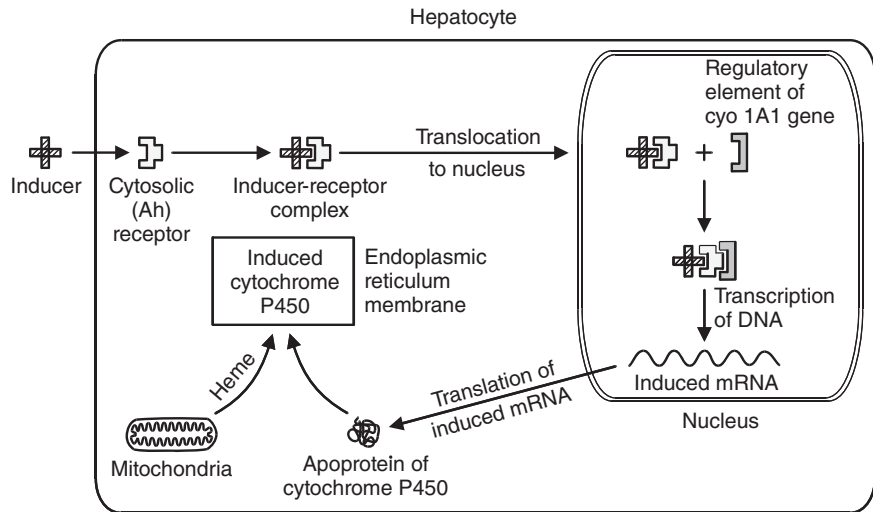 Hepatocyte
Regulatory
element of
cyo 1A1 gene
Translocation
to nucleus
+
Inducer
Cytosolic
(Ah)
receptor
Inducer-receptor
complex
Induced
cytochrome
P450
Endoplasmic
reticulum
membrane
Transcription
of DNA
Induced mRNA
Nucleus
Heme
Translation of
induced mRNA
Mitochondria
Apoprotein of
cytochrome P450